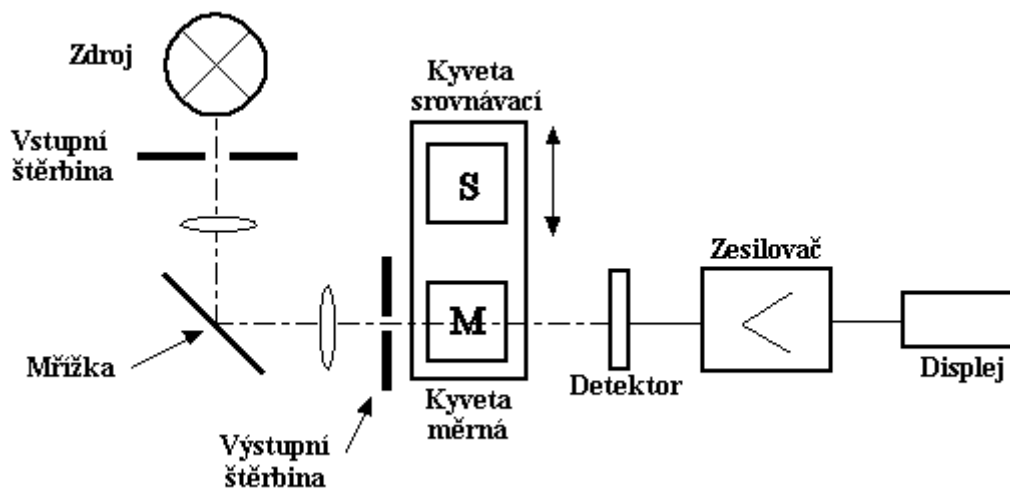 Zdroj
Vstupní
štěrbina
Kyveta
srovnávací
S
Zesilovač
M
Mřížka
Detektor
Displej
Kyveta
měrná
Výstupní
štěrbina